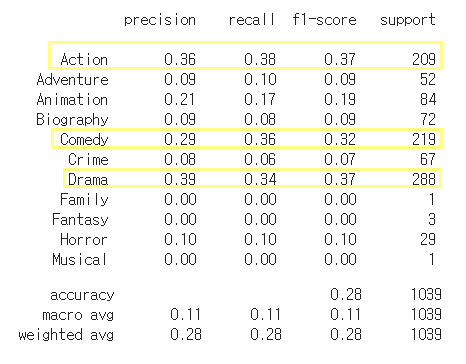 precision recall f1-score support
Action 0.36 0.38 0.37 209
Adventure 0.09 0.10 0.09 52
Animation 0.21 0.17 0.19 84
Biography 0.09 0.08 0.09 72
Comedy 0.29 0.36 0.32 219
Crime 0.08 0.06 0.07 67
Drama 0.39 0.34 0.37 288
Family 0.00 0.00 0.00 1
Fantasy 0.00 0.00 0.00 3
Horror 0.10 0.10 0.10 29
Musical 0.00 0.00 0.00 1
accuracy 0.28 1039
macro avg 0.11 0.11 0.11 1039
weighted avg 0.28 0.28 0.28 1039